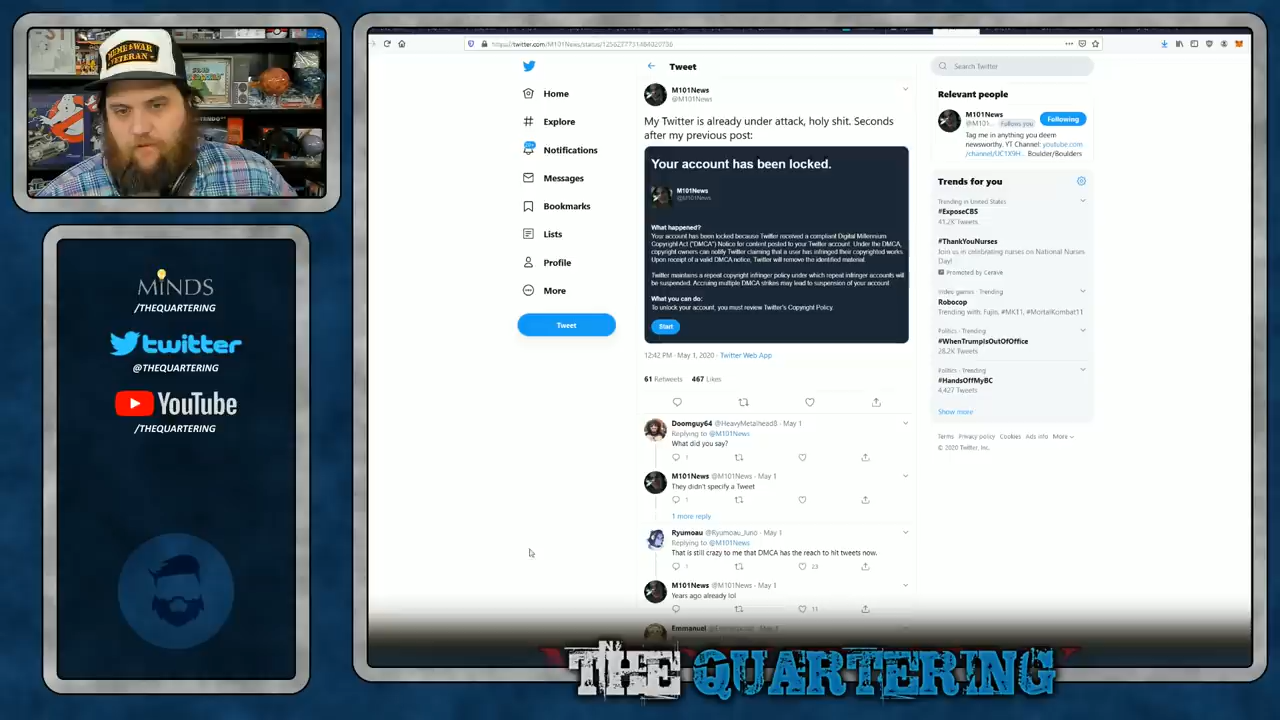 MEME WAR
VETERAN
MINDS
/THEQUARTERING
twitter
@THEQUARTERING
YouTube
/THEQUARTERING
Home
Explore
Notifications
Messages
Bookmarks
Lists
Profile
More
Tweet
Tweet
M101News
@M101News
My Twitter is already under attack, holy shit. Seconds
after my previous post:
Your account has been locked.
M101News
@M101News
What happened?
Your account has been locked because Twitter received a compliant Digital Millennium
Copyright Act ("DMCA") Notice for content posted to your Twitter account. Under the DMCA,
copyright owners can notify Twitter claiming that a user has infringed their copyrighted works.
Upon receipt of a valid DMCA notice, Twitter will remove the identified material.
Twitter maintains a repeat copyright infringer policy under which repeat infringer accounts will
be suspended. Accruing multiple DMCA strikes may lead to suspension of your account
What you can do:
To unlock your account, you must review Twitter's Copyright Policy.
Start
12:42 PM · May 1, 2020 · Twitter Web App
61 Retweets 467 Likes
Doomguy64 @HeavyMetalhead8 · May 1
Replying to @M101News
What did you say?
1
M101News @M101News · May 1
They didn't specify a Tweet
1
1 more reply
Ryumoau @Ryumoau_Juno · May 1
Replying to @M101News
That is still crazy to me that DMCA has the reach to hit tweets now.
1 23
M101News @M101News · May 1
Years ago already lol
11
Emmanuel
Search Twitter
Relevant people
M101News
@M101... Follows you
Following
Tag me in anything you deem
newsworthy. YT Channel: youtube.com
/channel/UC1X9H... Boulder/Boulders
Trends for you
Trending in United States
#ExposeCBS
41.2K Tweets
#ThankYouNurses
Join us in celebrating nurses on National Nurses
Day!
Promoted by Cerave
Video games · Trending
Robocop
Trending with: Fujin, #MK11, #MortalKombat11
Politics · Trending
#WhenTrumpIsOutOfOffice
28.2K Tweets
Politics · Trending
#HandsOffMyBC
4,427 Tweets
Show more
Terms Privacy policy Cookies Ads info More
© 2020 Twitter, Inc.
THE QUARTERING